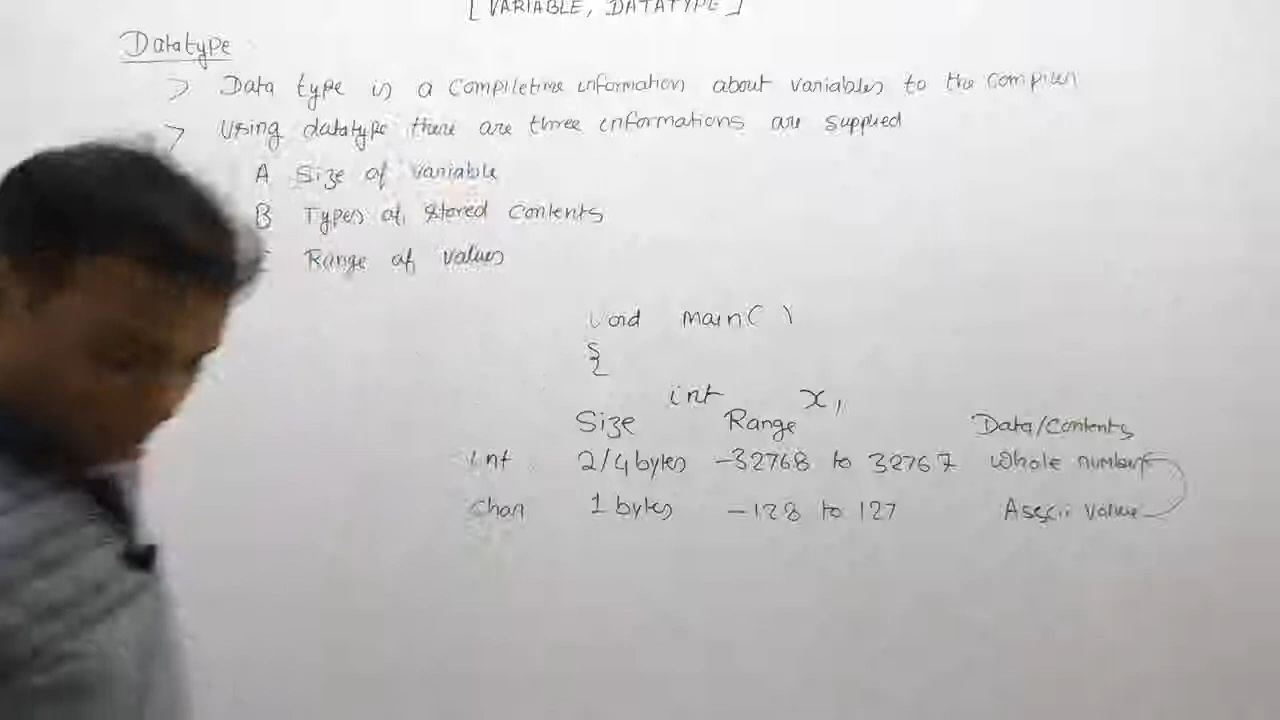 [ VARIABLE, DATATYPE ]
Datatype
> Data type is a Compiletime information about variables to the compiler
> Using datatype there are three informations are supplied
A Size of variable
B Types of stored Contents
Range of values
void main( )
{
int x,
Size Range Data/Contents
int 2/4 bytes -32768 to 32767 Whole numbers
Char 1 bytes -128 to 127 Asscii value